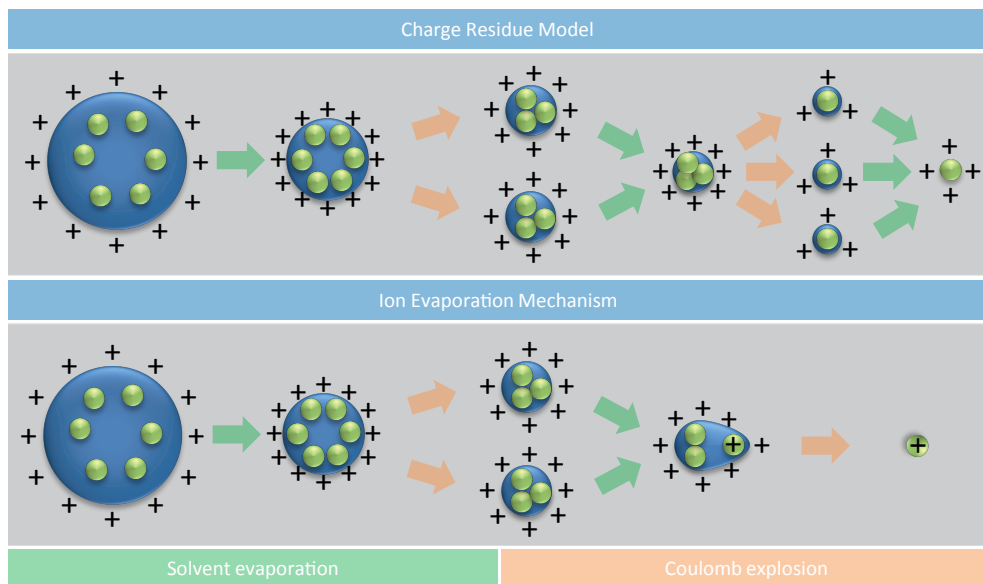 Charge Residue Model
Ion Evaporation Mechanism
Solvent evaporation
Coulomb explosion